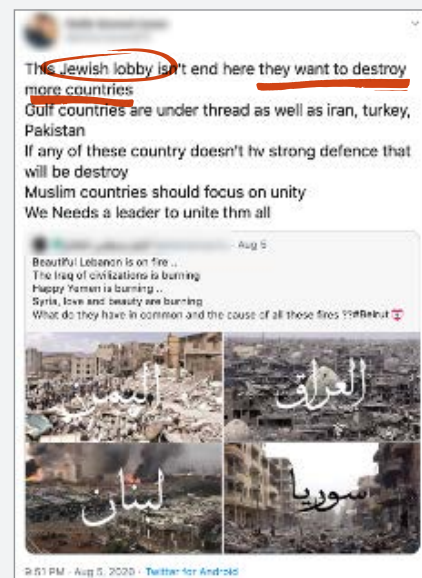 This Jewish lobby isn't end here they want to destroy
more countries
Gulf countries are under thread as well as iran, turkey,
Pakistan
If any of these country doesn't hv strong defence that
will be destroy
Muslim countries should focus on unity
We Needs a leader to unite thm all
· Aug 5
Beautiful Lebanon is on fire ..
The Iraq of civilizations is burning
Happy Yemen is burning ..
Syria, love and beauty are burning
What do they have in common and the cause of all these fires ??#Beirut
اليمن
العراق
لبنان
سوريا
9:51 PM · Aug 5, 2020 · Twitter for Android